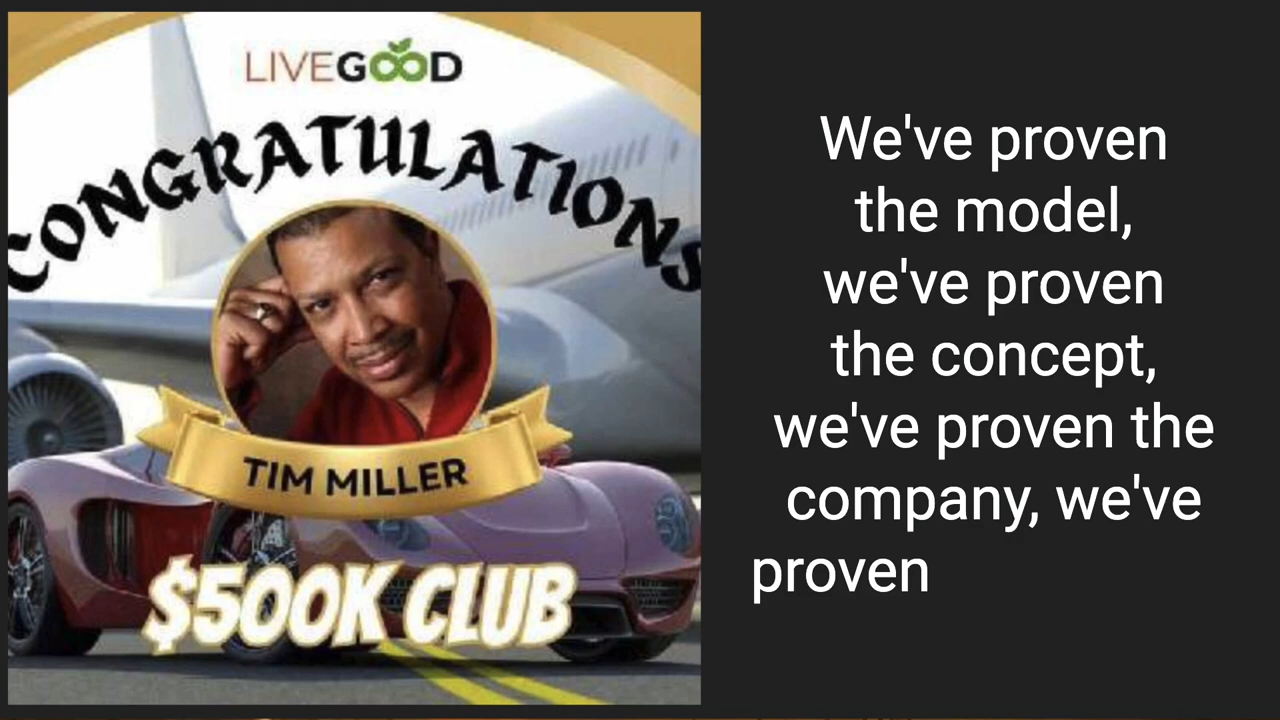 LIVEGOOD
CONGRATULATIONS
TIM MILLER
$500K CLUB
We've proven
the model,
we've proven
the concept,
we've proven the
company, we've
proven